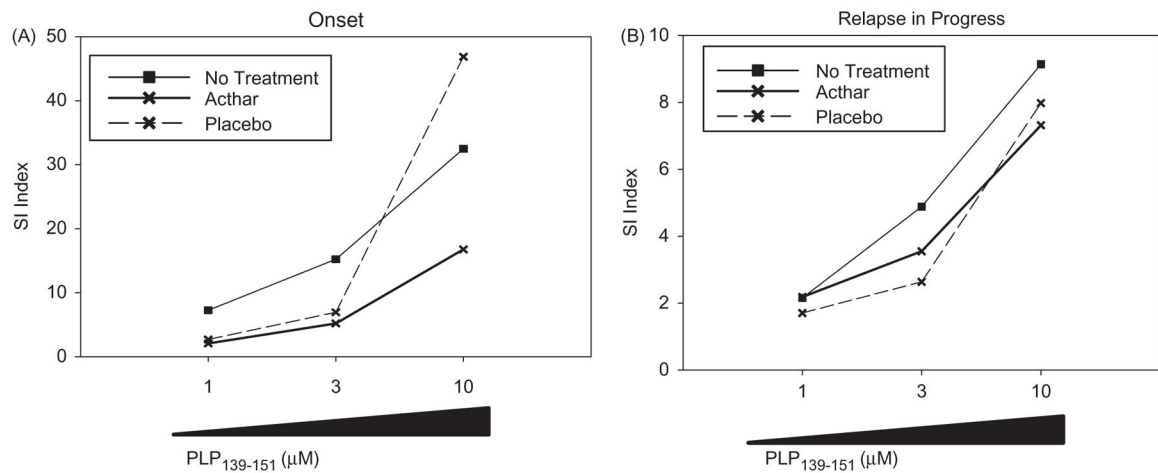 (A)
Onset
50
40
30
20
10
0
SI Index
No Treatment
Acthar
Placebo
1 3 10
PLP139-151 (μM)
(B)
Relapse in Progress
10
8
6
4
2
0
SI Index
No Treatment
Acthar
Placebo
1 3 10
PLP139-151 (μM)